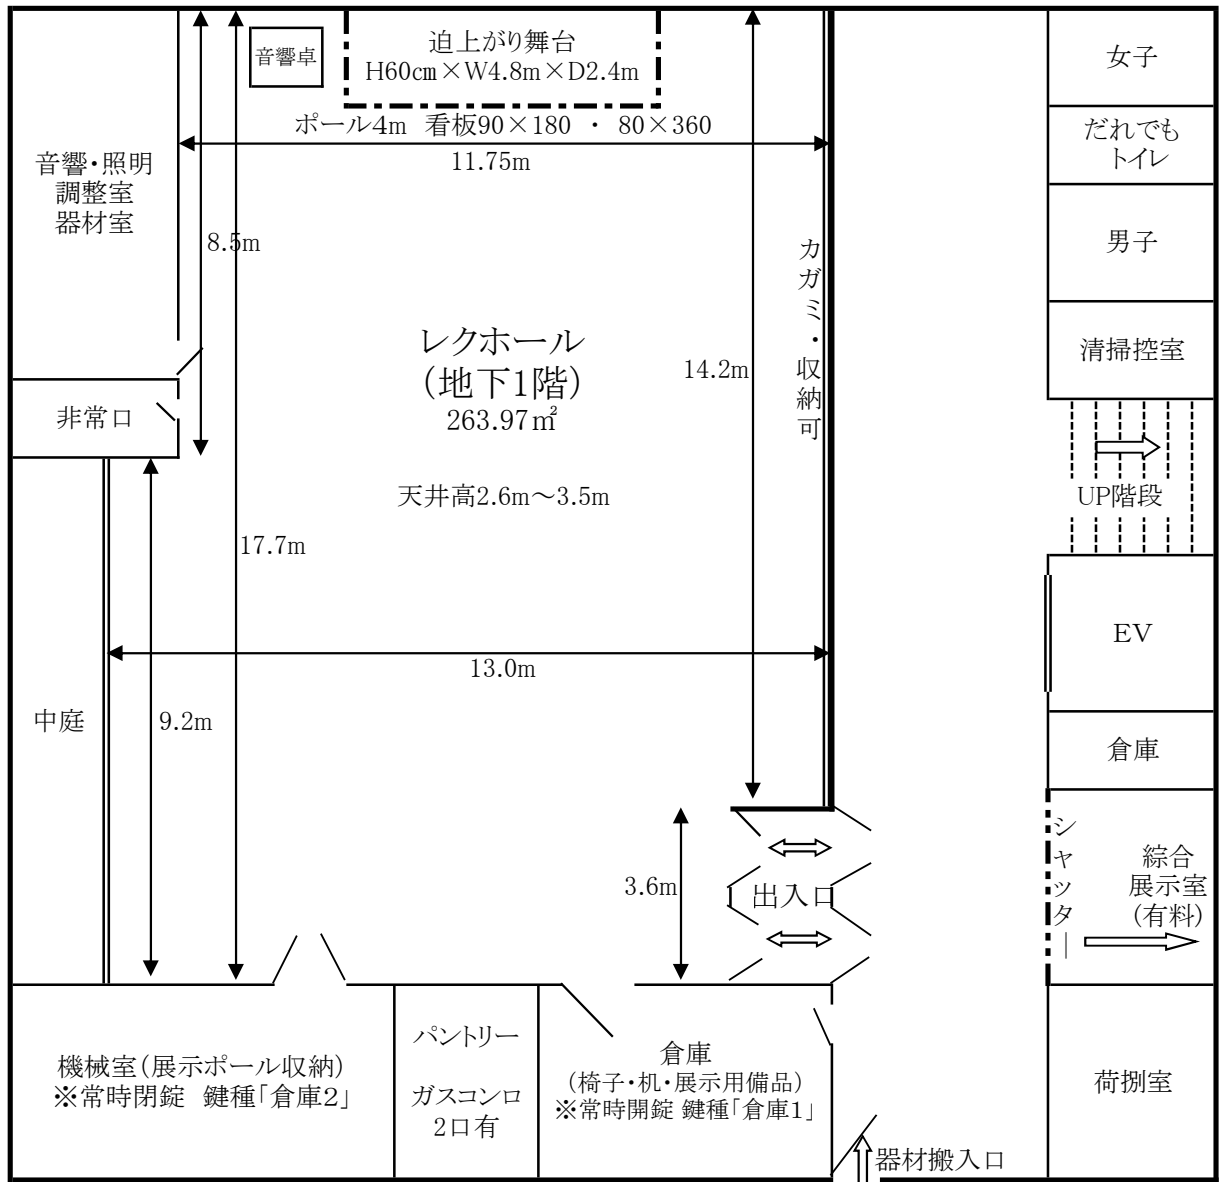 音響卓
迫上がり舞台
H60㎝×W4.8m×D2.4m
ポール4m 看板90×180 ・ 80×360
11.75m
音響・照明
調整室
器材室
8.5m
カガミ・収納可
レクホール
(地下1階)
263.97㎡
14.2m
天井高2.6m～3.5m
非常口
17.7m
13.0m
中庭
9.2m
3.6m
出入口
女子
だれでも
トイレ
男子
清掃控室
UP階段
EV
倉庫
シャッター
綜合
展示室
(有料)
機械室(展示ポール収納)
※常時閉錠 鍵種「倉庫2」
パントリー
ガスコンロ
2口有
倉庫
(椅子・机・展示用備品)
※常時開錠 鍵種「倉庫1」
荷捌室
器材搬入口